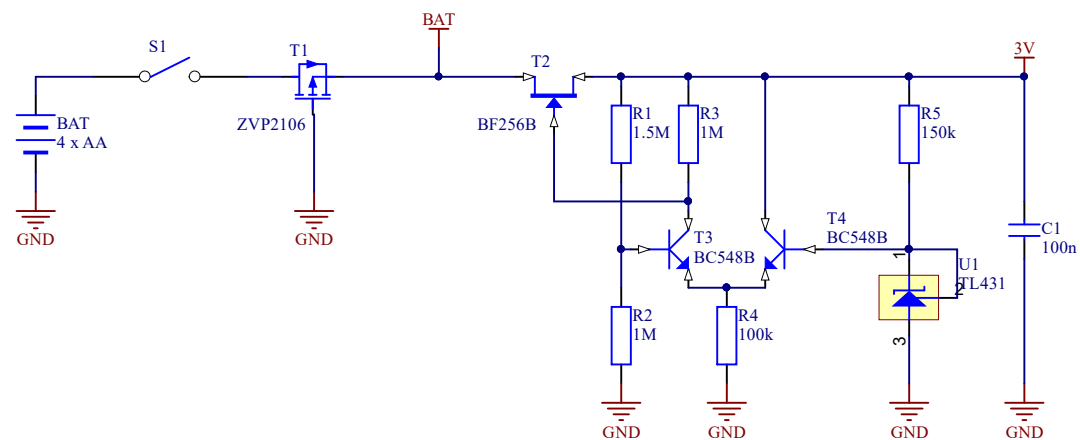 BAT
4 x AA
GND
S1
T1
ZVP2106
GND
BAT
T2
BF256B
R1
1.5M
R3
1M
T3
BC548B
T4
BC548B
R2
1M
GND
R4
100k
GND
R5
150k
1
U1
TL431
2
3
GND
3V
C1
100n
GND